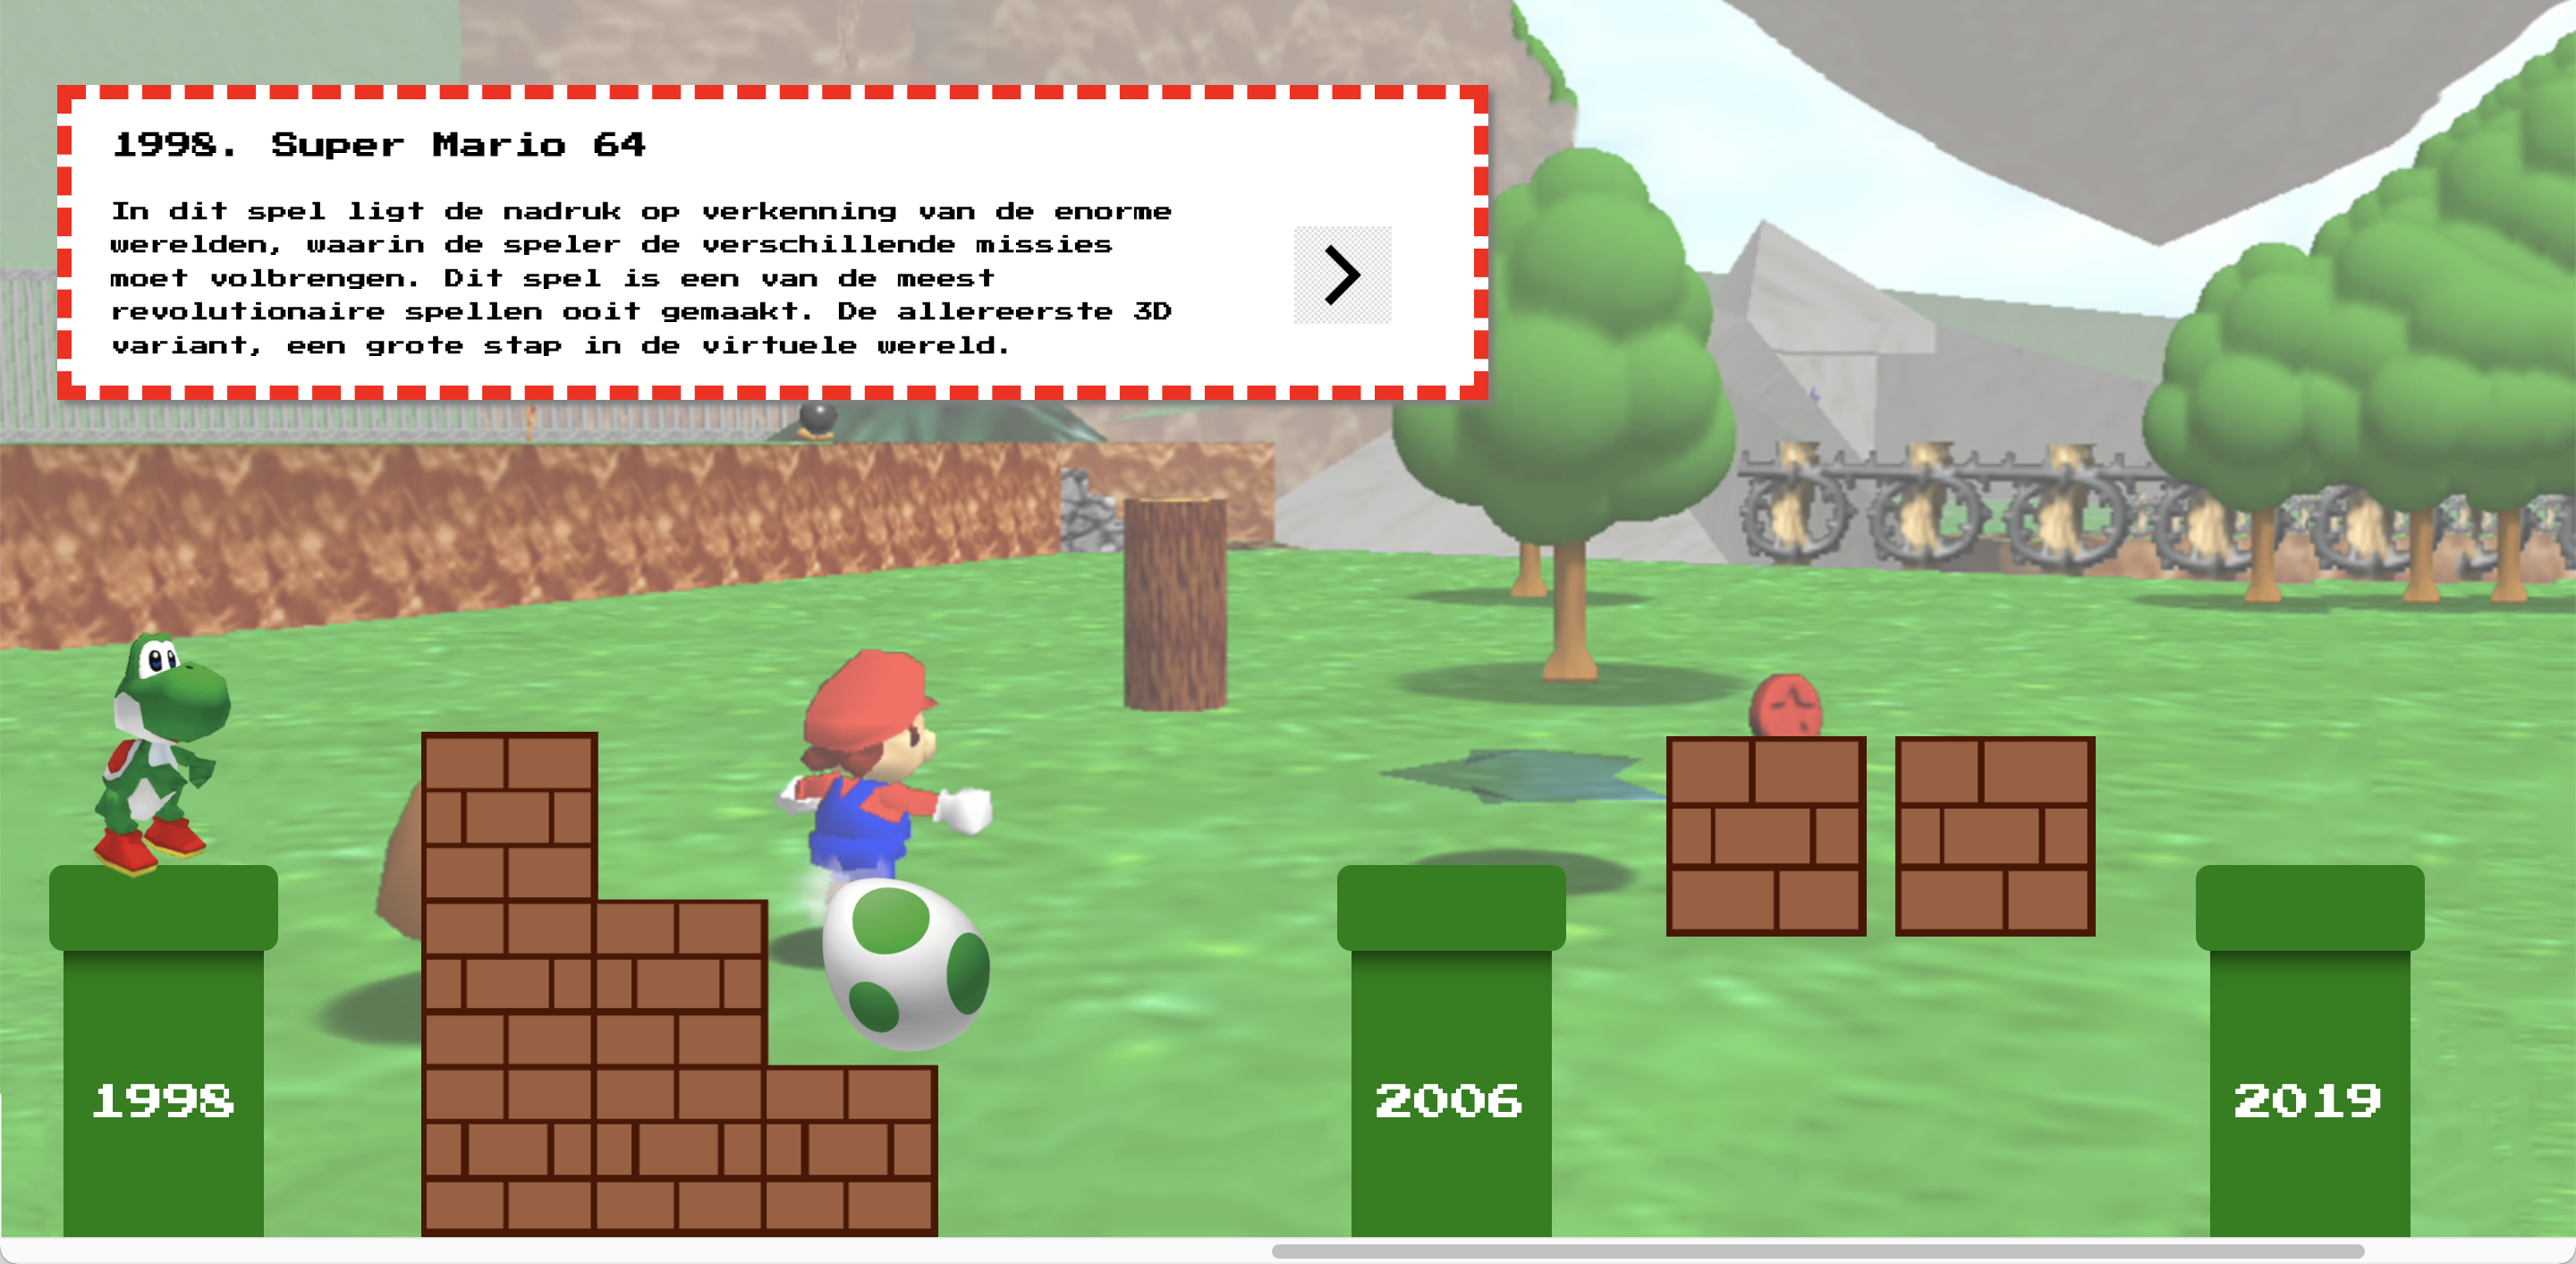 1998. Super Mario 64
In dit spel ligt de nadruk op verkenning van de enorme
werelden, waarin de speler de verschillende missies
moet volbrengen. Dit spel is een van de meest
revolutionaire spellen ooit gemaakt. De allereerste 3D
variant, een grote stap in de virtuele wereld.
1998
2006
2019